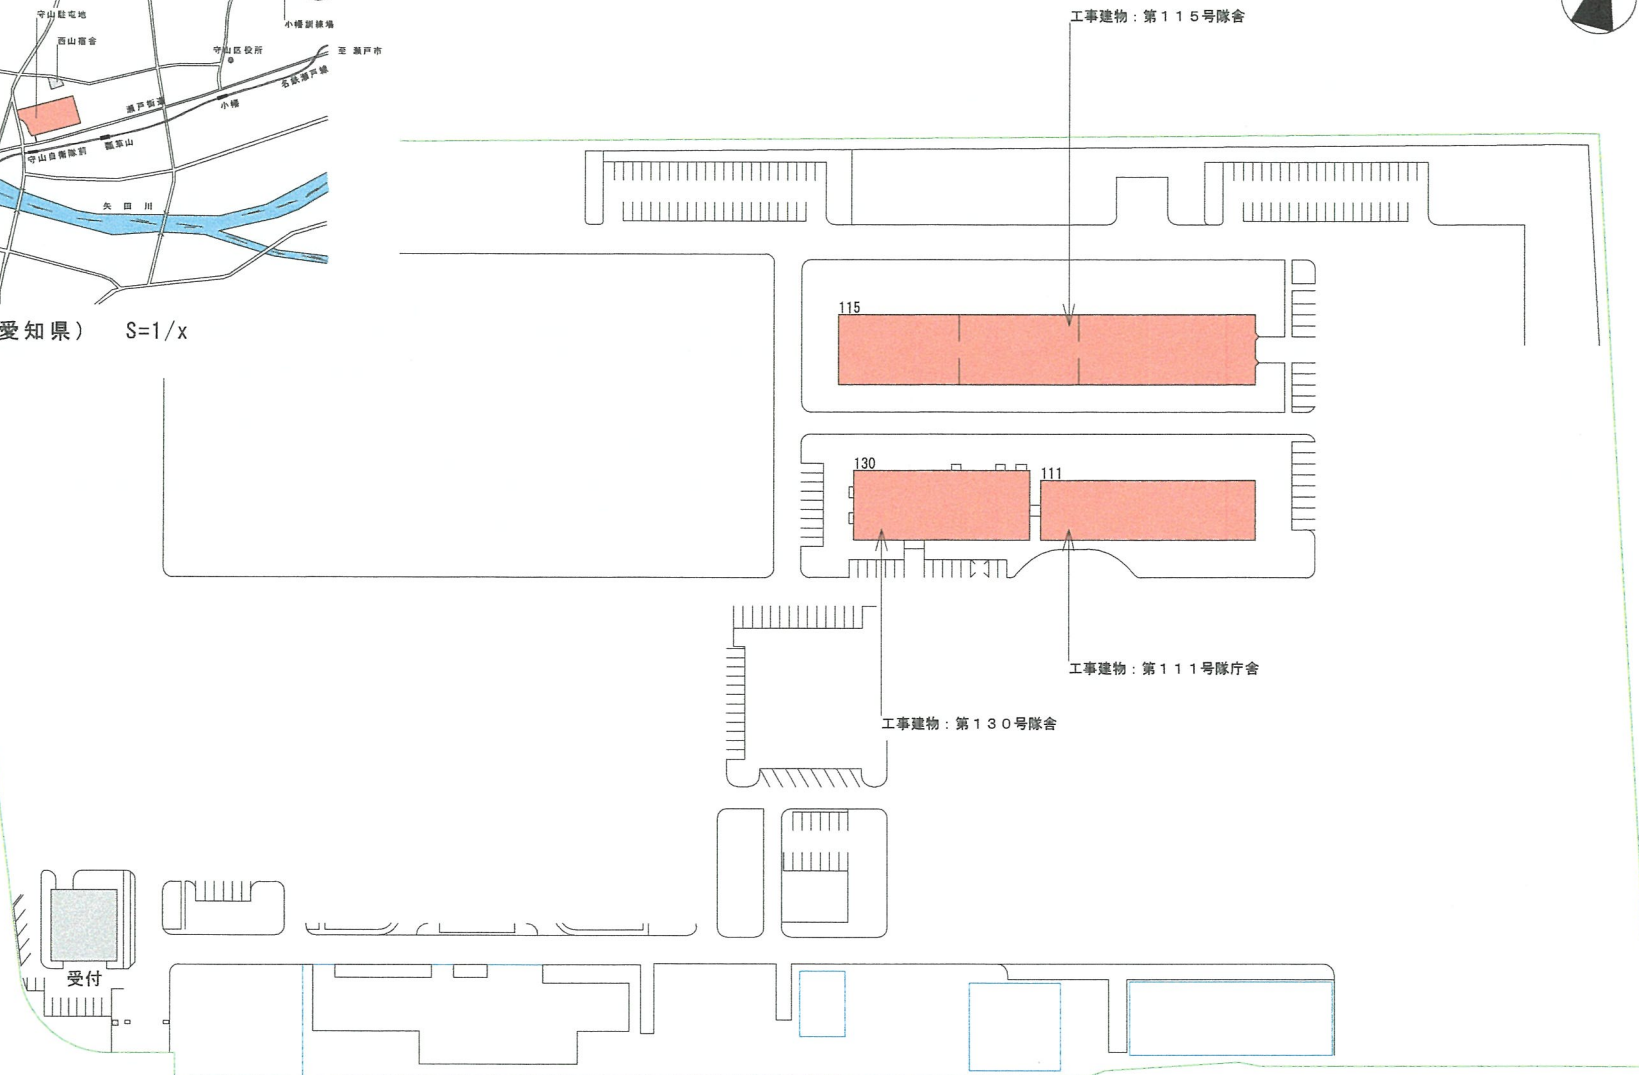 守山駐屯地
西山宿舎
小幡訓練場
守山区役所
至 瀬戸市
名鉄瀬戸線
瀬戸街道
小幡
瓢箪山
守山自衛隊前
矢田川
愛知県） S=1/x
工事建物：第１１５号隊舎
115
130
111
工事建物：第１１１号隊庁舎
工事建物：第１３０号隊舎
受付